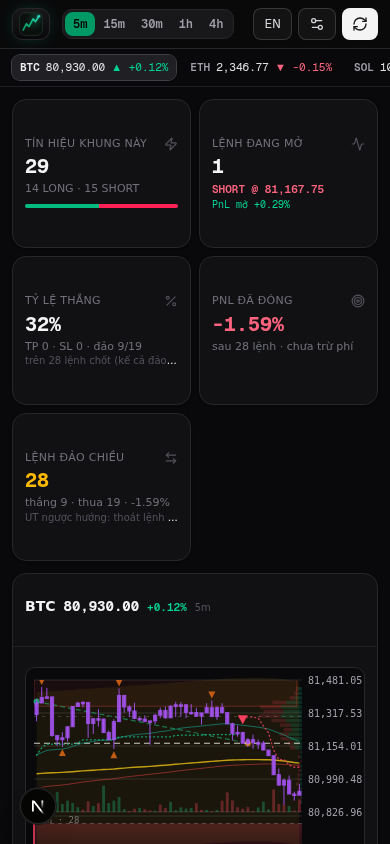 5m 15m 30m 1h 4h EN
BTC 80,930.00 ▲ +0.12% ETH 2,346.77 ▼ -0.15% SOL
TÍN HIỆU KHUNG NÀY
29
14 LONG · 15 SHORT
LỆNH ĐANG MỞ
1
SHORT @ 81,167.75
PnL mở +0.29%
TỶ LỆ THẮNG
32%
TP 0 · SL 0 · đảo 9/19
trên 28 lệnh chốt (kể cả đảo...
PNL ĐÃ ĐÓNG
-1.59%
sau 28 lệnh · chưa trừ phí
LỆNH ĐẢO CHIỀU
28
thắng 9 · thua 19 · -1.59%
UT ngược hướng: thoát lệnh ...
BTC 80,930.00 +0.12% 5m
81,481.05
81,317.53
81,154.01
80,990.48
80,826.96
N
· 28